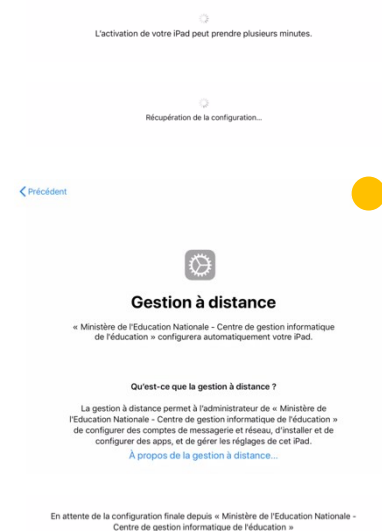 L'activation de votre iPad peut prendre plusieurs minutes.
Récupération de la configuration...
Précédent
Gestion à distance
« Ministère de l'Education Nationale - Centre de gestion informatique
de l'éducation » configurera automatiquement votre iPad.
Qu'est-ce que la gestion à distance ?
La gestion à distance permet à l'administrateur de « Ministère de
l'Education Nationale - Centre de gestion informatique de l'éducation »
de configurer des comptes de messagerie et réseau, d'installer et de
configurer des apps, et de gérer les réglages de cet iPad.
À propos de la gestion à distance...
En attente de la configuration finale depuis « Ministère de l'Education Nationale -
Centre de gestion informatique de l'éducation »